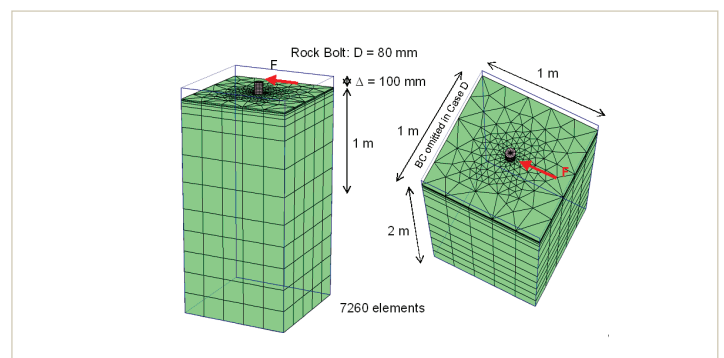 Rock Bolt: D = 80 mm
F
Δ = 100 mm
1 m
7260 elements
1 m
1 m
BC omitted in Case D
F
2 m